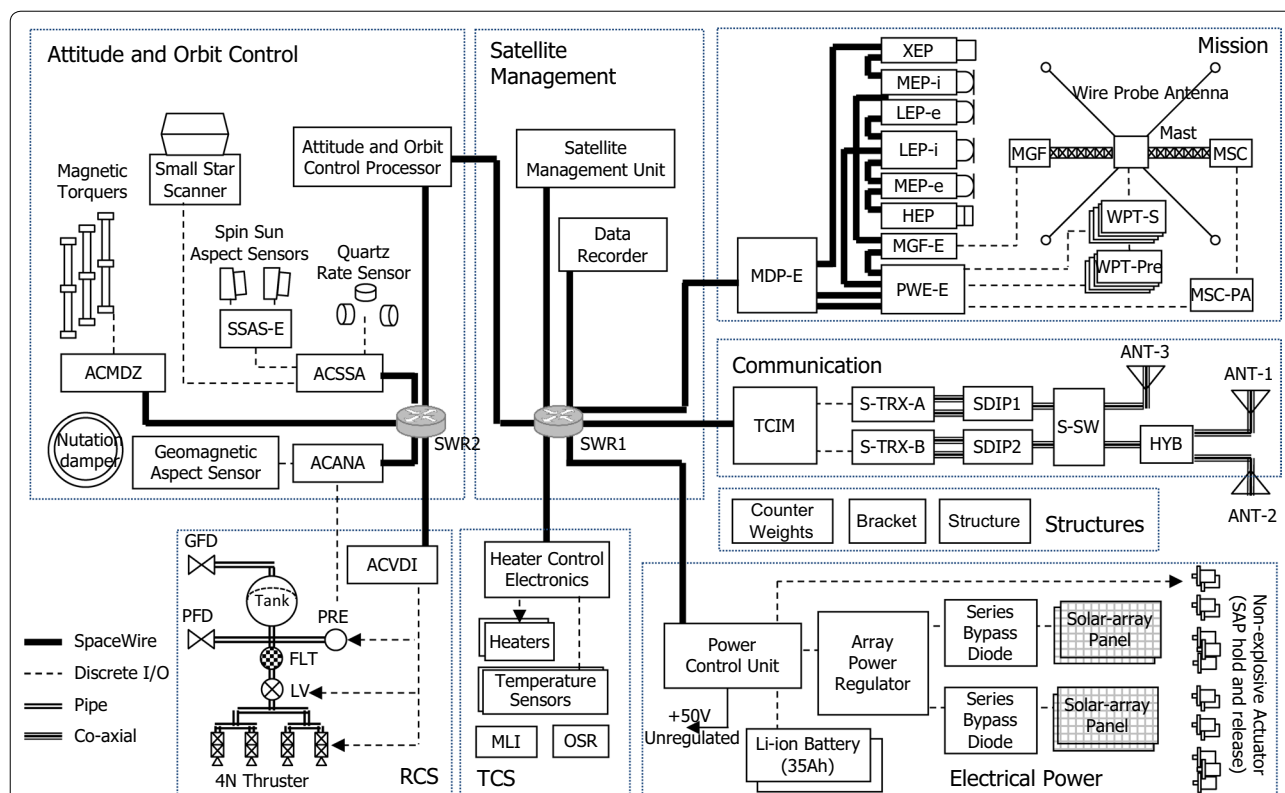 Attitude and Orbit Control
Small Star
Scanner
Magnetic
Torquers
Attitude and Orbit
Control Processor
Spin Sun
Aspect Sensors
Quartz
Rate Sensor
SSAS-E
ACMDZ
ACSSA
Nutation
damper
Geomagnetic
Aspect Sensor
ACANA
SWR2
Satellite
Management
Satellite
Management Unit
Data
Recorder
SWR1
Mission
XEP
MEP-i
LEP-e
LEP-i
MEP-e
HEP
MGF-E
PWE-E
MDP-E
Wire Probe Antenna
Mast
MGF
MSC
WPT-S
WPT-Pre
MSC-PA
Communication
TCIM
S-TRX-A
S-TRX-B
SDIP1
SDIP2
S-SW
HYB
ANT-3
ANT-1
ANT-2
Counter
Weights
Bracket
Structure
Structures
GFD
Tank
PFD
PRE
FLT
LV
4N Thruster
ACVDI
RCS
SpaceWire
Discrete I/O
Pipe
Co-axial
Heater Control
Electronics
Heaters
Temperature
Sensors
MLI
OSR
TCS
Power
Control Unit
+50V
Unregulated
Array
Power
Regulator
Series
Bypass
Diode
Solar-array
Panel
Series
Bypass
Diode
Solar-array
Panel
Li-ion Battery
(35Ah)
Electrical Power
Non-explosive Actuator
(SAP hold and release)